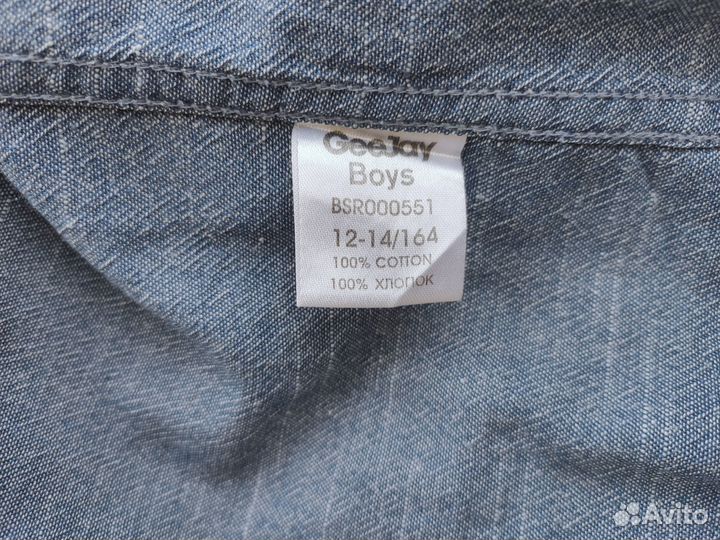 GeeJay
Boys
BSR000551
12-14/164
100% COTTON
100% ХЛОПОК
Avito